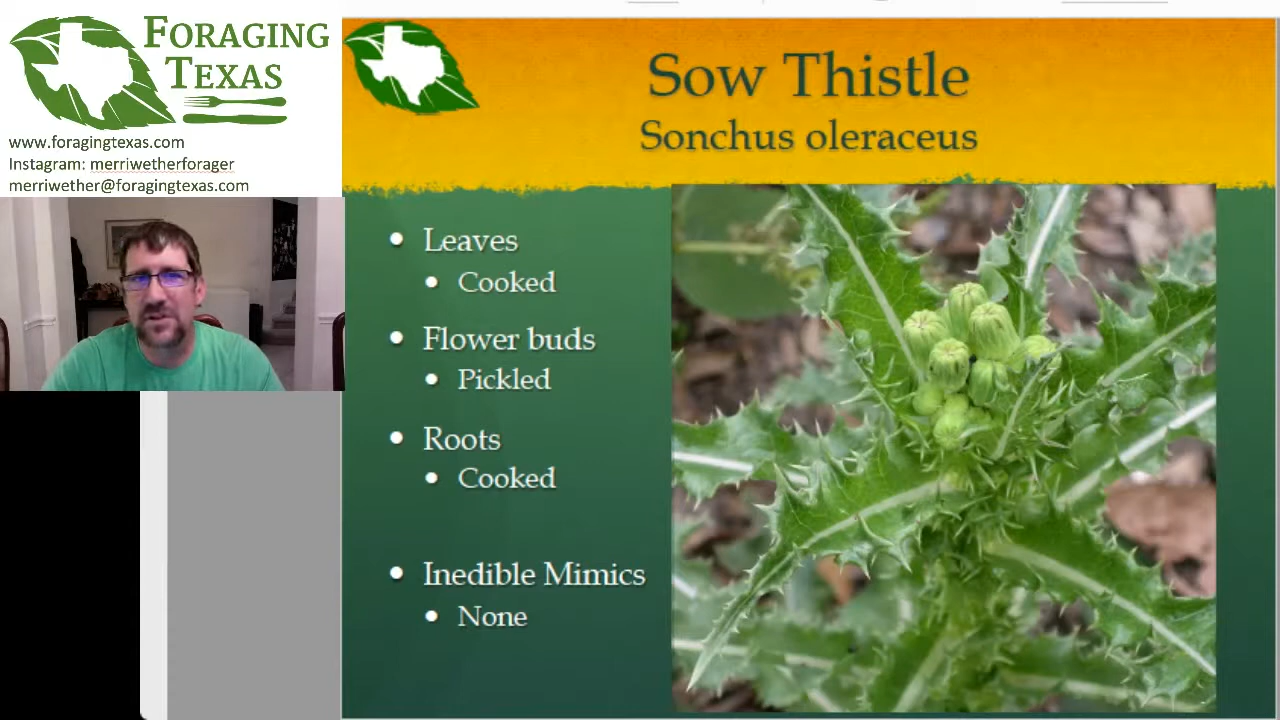 FORAGING
TEXAS
www.foragingtexas.com
Instagram: merriwetherforager
merriwether@foragingtexas.com
Sow Thistle
Sonchus oleraceus
• Leaves
• Cooked
• Flower buds
• Pickled
• Roots
• Cooked
• Inedible Mimics
• None